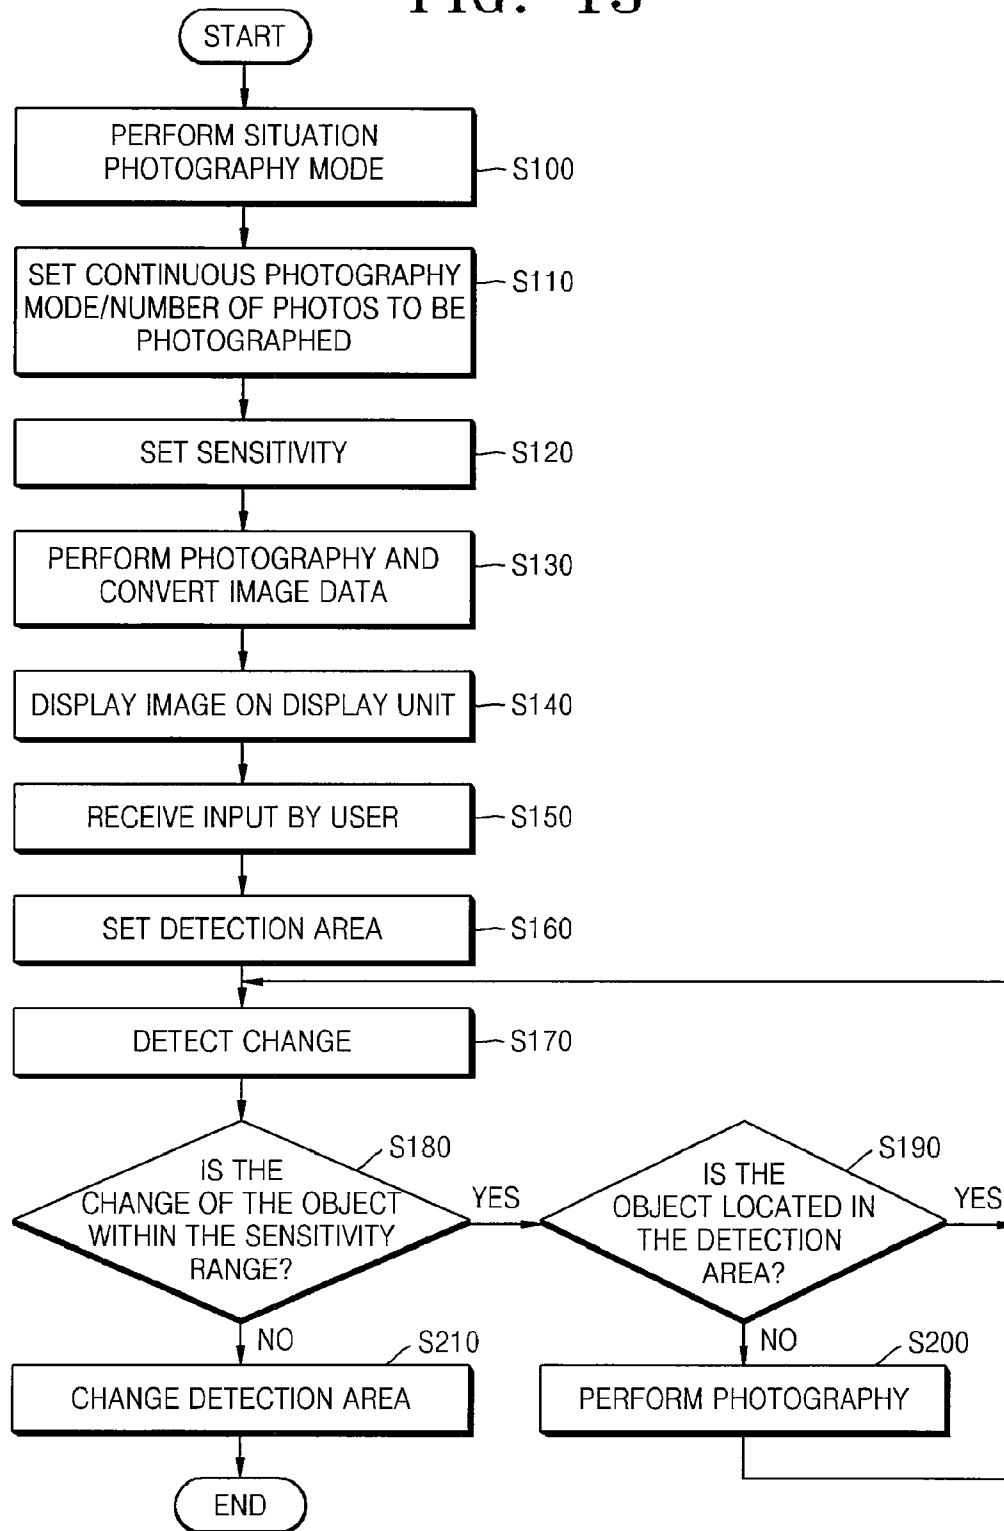 FIG. 13
START
PERFORM SITUATION
PHOTOGRAPHY MODE
S100
SET CONTINUOUS PHOTOGRAPHY
MODE/NUMBER OF PHOTOS TO BE
PHOTOGRAPHED
S110
SET SENSITIVITY
S120
PERFORM PHOTOGRAPHY AND
CONVERT IMAGE DATA
S130
DISPLAY IMAGE ON DISPLAY UNIT
S140
RECEIVE INPUT BY USER
S150
SET DETECTION AREA
S160
DETECT CHANGE
S170
IS THE
CHANGE OF THE OBJECT
WITHIN THE SENSITIVITY
RANGE?
S180
YES
IS THE
OBJECT LOCATED IN
THE DETECTION
AREA?
S190
YES
NO
S210
CHANGE DETECTION AREA
NO
S200
PERFORM PHOTOGRAPHY
END